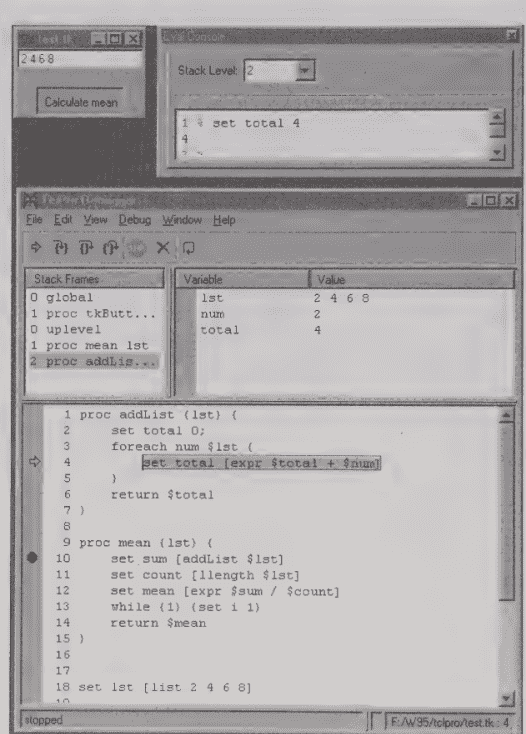 test.tk
2 4 6 8
Calculate mean
Eval Console
Stack Level: 2
1 % set total 4
4
2 %
TclPro Debugger
File Edit View Debug Window Help
Stack Frames
0 global
1 proc tkButt...
0 uplevel
1 proc mean lst
2 proc addLis...
Variable Value
lst 2 4 6 8
num 2
total 4
1 proc addList {lst} {
2 set total 0;
3 foreach num $lst {
4 set total [expr $total + $num]
5 }
6 return $total
7 }
8
9 proc mean {lst} {
10 set sum [addList $lst]
11 set count [llength $lst]
12 set mean [expr $sum / $count]
13 while {1} {set i 1}
14 return $mean
15 }
16
17
18 set lst [list 2 4 6 8]
19
stopped
F:/W95/tclpro/test.tk : 4